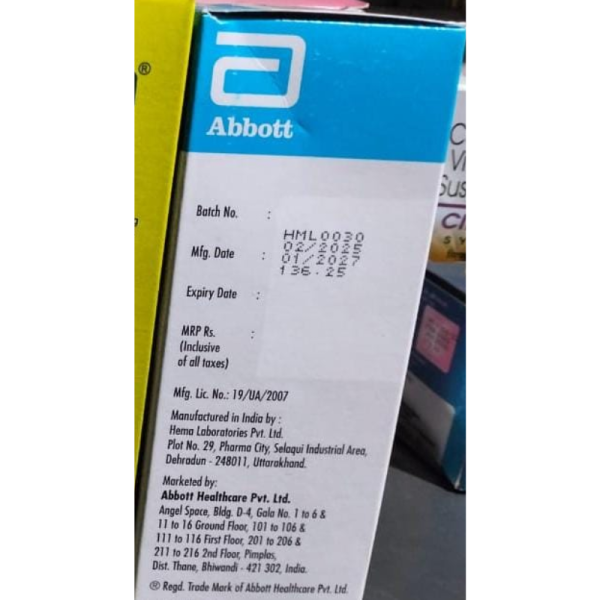 Abbott
Batch No. :
HML0030
Mfg. Date :
02/2025
01/2027
136.25
Expiry Date :
MRP Rs. :
(Inclusive
of all taxes)
Mfg. Lic. No.: 19/UA/2007
Manufactured in India by :
Hema Laboratories Pvt. Ltd.
Plot No. 29, Pharma City, Selaqui Industrial Area,
Dehradun - 248011, Uttarakhand.
Marketed by:
Abbott Healthcare Pvt. Ltd.
Angel Space, Bldg. D-4, Gala No. 1 to 6 &
11 to 16 Ground Floor, 101 to 106 &
111 to 116 First Floor, 201 to 206 &
211 to 216 2nd Floor, Pimplas,
Dist. Thane, Bhiwandi - 421 302, India.
® Regd. Trade Mark of Abbott Healthcare Pvt. Ltd.